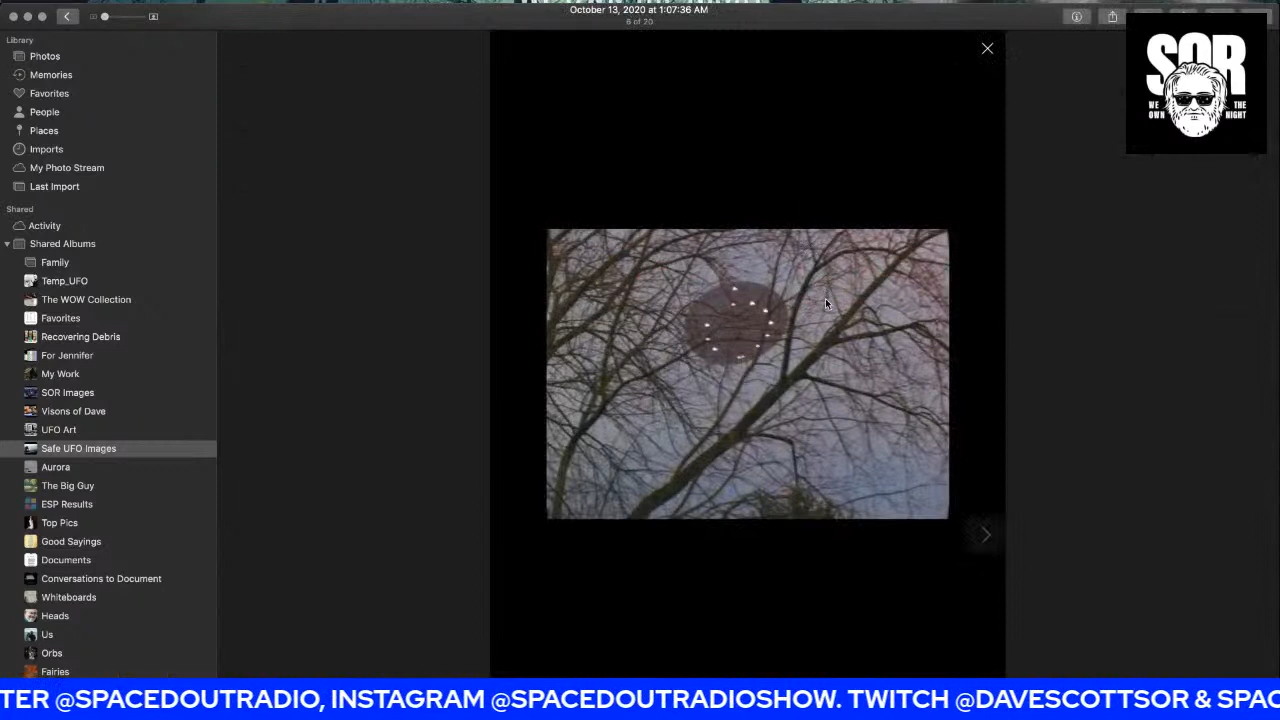 October 13, 2020 at 1:07:36 AM
6 of 20
SOR
WE OWN THE NIGHT
Library
Photos
Memories
Favorites
People
Places
Imports
My Photo Stream
Last Import
Shared
Activity
Shared Albums
Family
Temp_UFO
The WOW Collection
Favorites
Recovering Debris
For Jennifer
My Work
SOR Images
Visons of Dave
UFO Art
Safe UFO Images
Aurora
The Big Guy
ESP Results
Top Pics
Good Sayings
Documents
Conversations to Document
Whiteboards
Heads
Us
Orbs
Fairies
TER @SPACEDOUTRADIO, INSTAGRAM @SPACEDOUTRADIOSHOW. TWITCH @DAVESCOTTSOR & SPAC